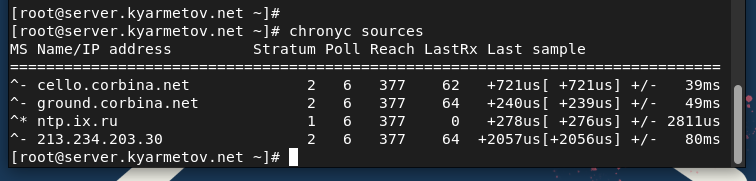 [root@server.kyarmetov.net ~]#
[root@server.kyarmetov.net ~]# chronyc sources
MS Name/IP address         Stratum Poll Reach LastRx Last sample
===============================================================================
^- cello.corbina.net             2   6   377    62   +721us[ +721us] +/-   39ms
^- ground.corbina.net            2   6   377    64   +240us[ +239us] +/-   49ms
^* ntp.ix.ru                     1   6   377     0   +278us[ +276us] +/- 2811us
^- 213.234.203.30                2   6   377    64  +2057us[+2056us] +/-   80ms
[root@server.kyarmetov.net ~]#